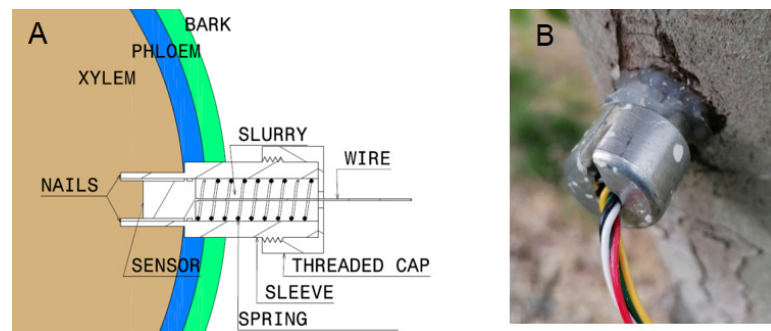 A
BARK
PHLOEM
XYLEM
SLURRY
WIRE
NAILS
SENSOR
THREADED CAP
SLEEVE
SPRING
B